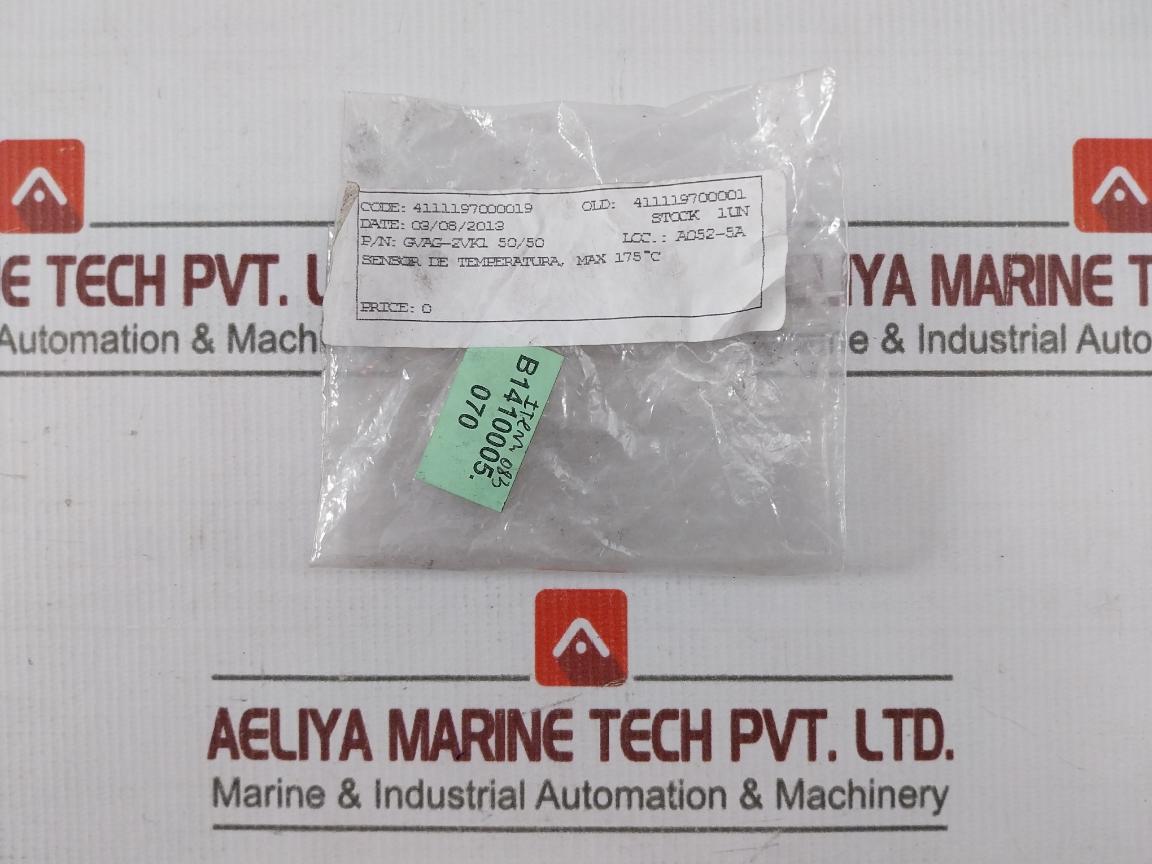 CODE: 4111197000019 OLD: 411119700001
DATE: 03/08/2013 STOCK 1UN
P/N: GVAG-2VK1 50/50 LOC.: A052-5A
SENSOR DE TEMPERATURA, MAX 175°C
PRICE: 0
E TECH PVT. L
Automation & Mach
IYA MARINE T
e & Industrial Auto
Item 083
B1410005.
070
AELIYA MARINE TECH PVT. LTD.
Marine & Industrial Automation & Machinery